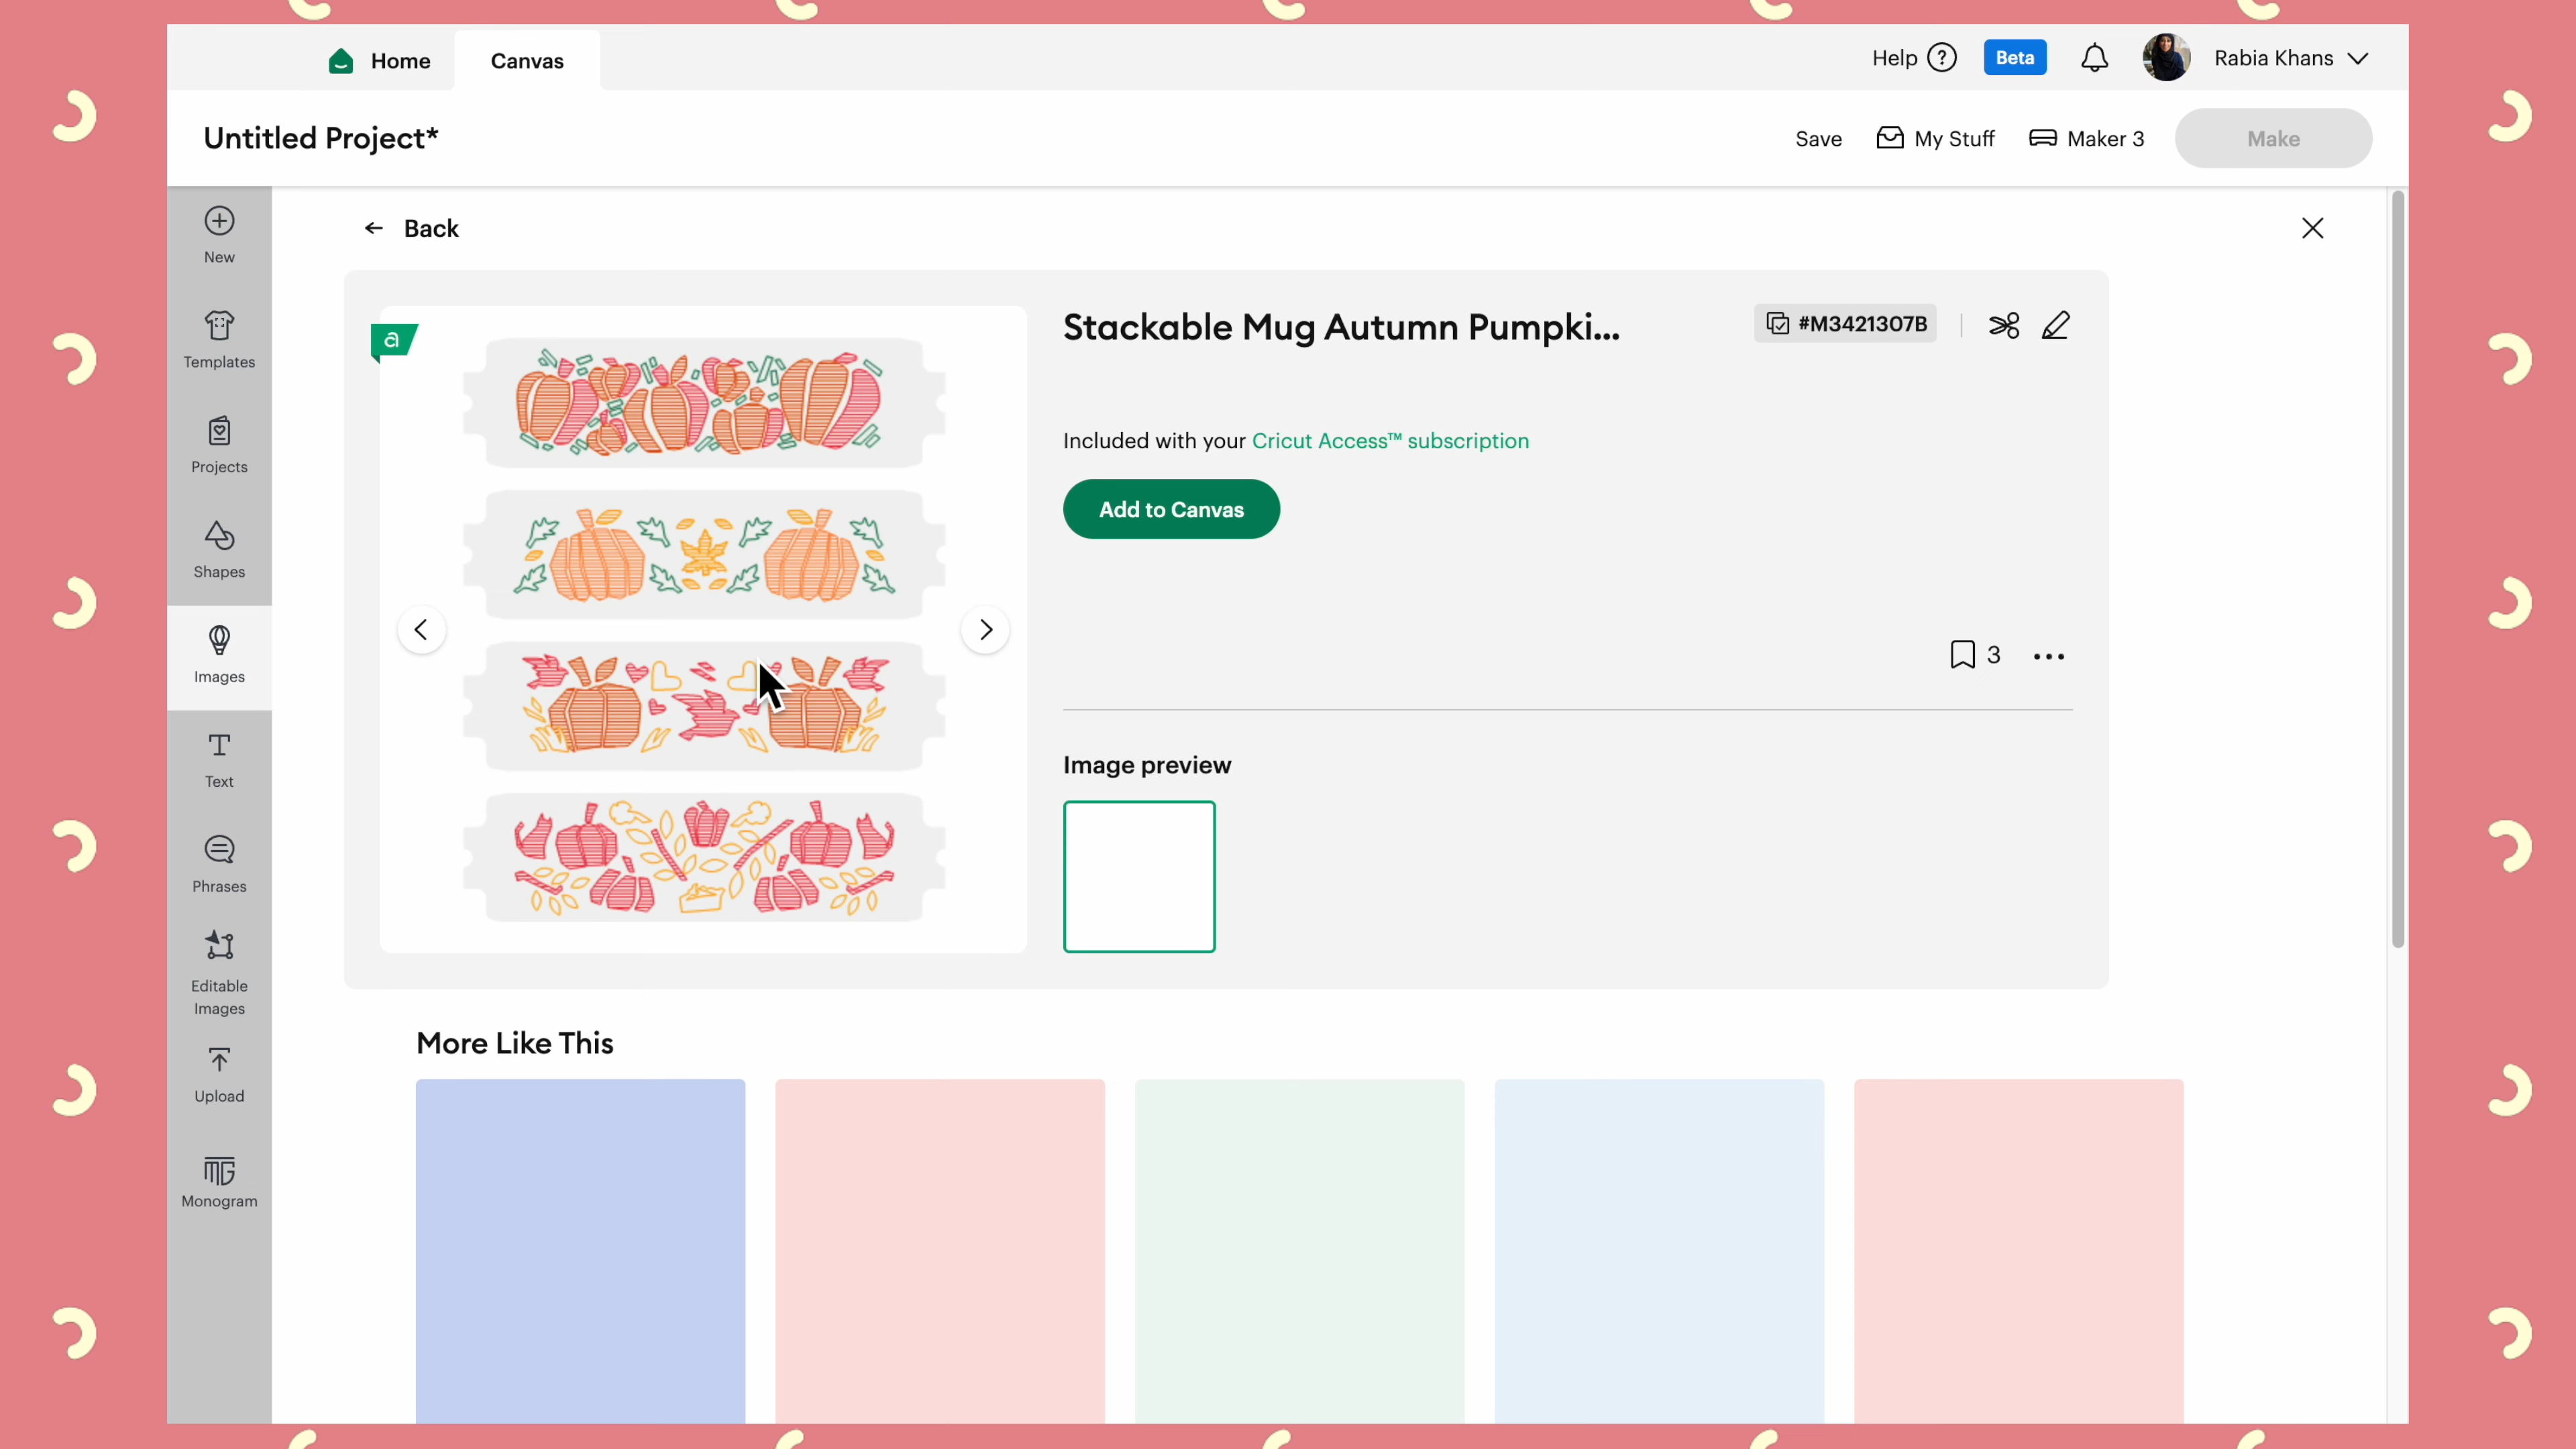 Home
Canvas
Help
Beta
Rabia Khans
Untitled Project*
Save
My Stuff
Maker 3
Make
New
Templates
Projects
Shapes
Images
Text
Phrases
Editable
Images
Upload
Monogram
Back
a
Stackable Mug Autumn Pumpki...
#M3421307B
Included with your Cricut Access™ subscription
Add to Canvas
3
Image preview
More Like This